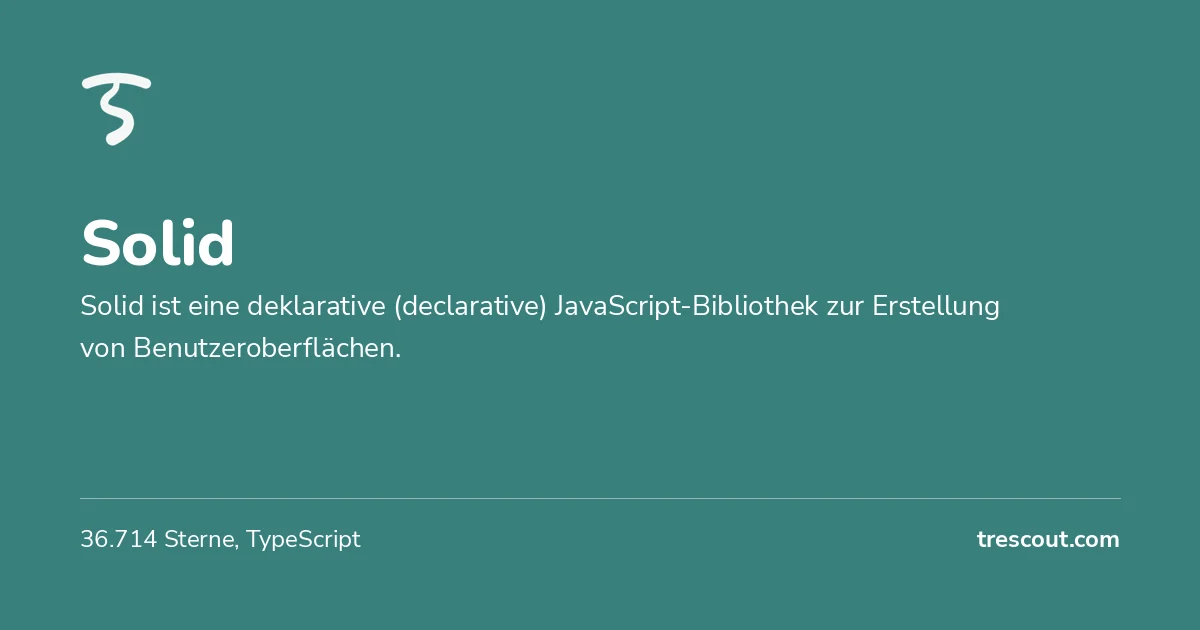 Solid
Solid ist eine deklarative (declarative) JavaScript-Bibliothek zur Erstellung
von Benutzeroberflächen.
36.714 Sterne, TypeScript
trescout.com